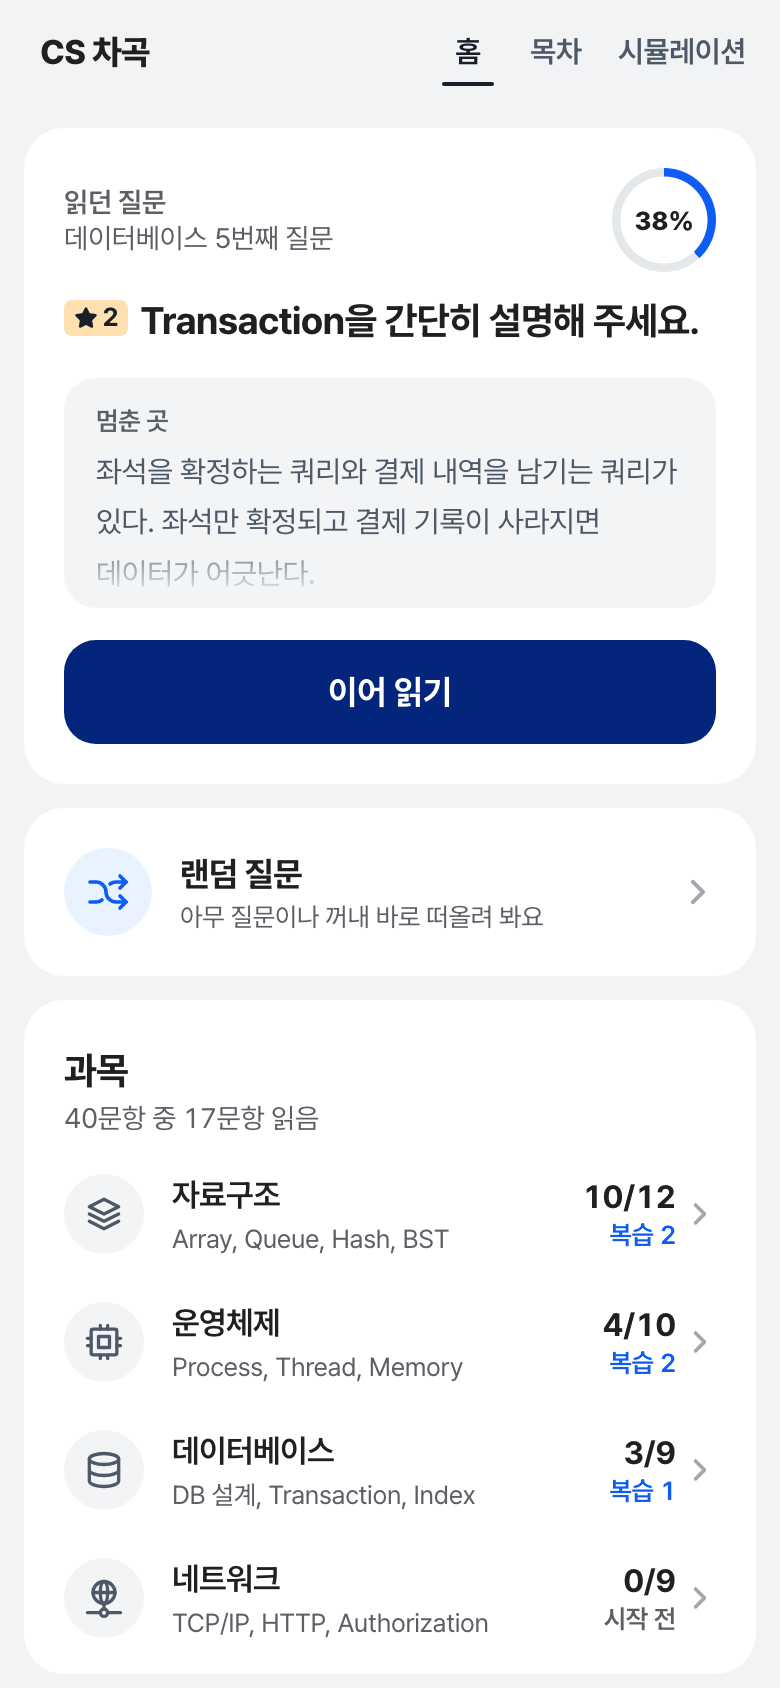 CS 차곡
홈
목차
시뮬레이션
읽던 질문
데이터베이스 5번째 질문
38%
★ 2
Transaction을 간단히 설명해 주세요.
멈춘 곳
좌석을 확정하는 쿼리와 결제 내역을 남기는 쿼리가
있다. 좌석만 확정되고 결제 기록이 사라지면
데이터가 어긋난다.
이어 읽기
랜덤 질문
아무 질문이나 꺼내 바로 떠올려 봐요
과목
40문항 중 17문항 읽음
자료구조
10/12
Array, Queue, Hash, BST
복습 2
운영체제
4/10
Process, Thread, Memory
복습 2
데이터베이스
3/9
DB 설계, Transaction, Index
복습 1
네트워크
0/9
TCP/IP, HTTP, Authorization
시작 전